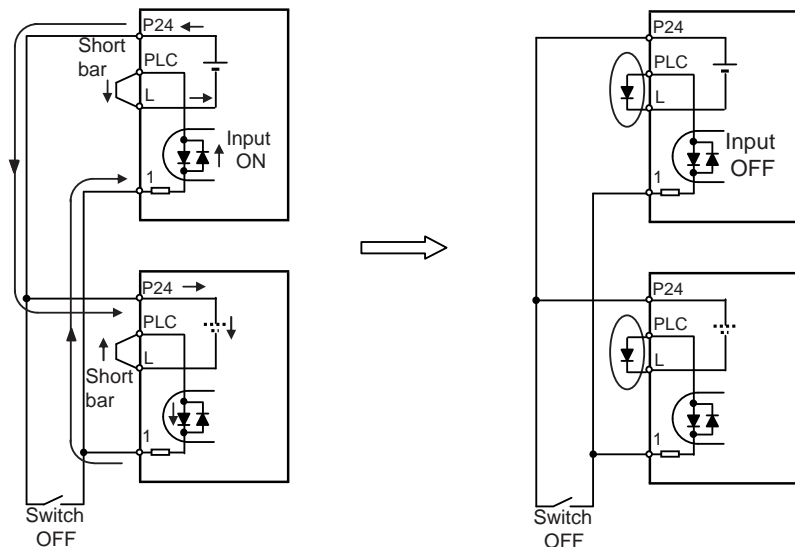 P24
Short
bar
PLC
L
Input
ON
1
P24
PLC
L
Short
bar
1
Switch
OFF
P24
PLC
L
Input
OFF
1
P24
PLC
L
1
Switch
OFF